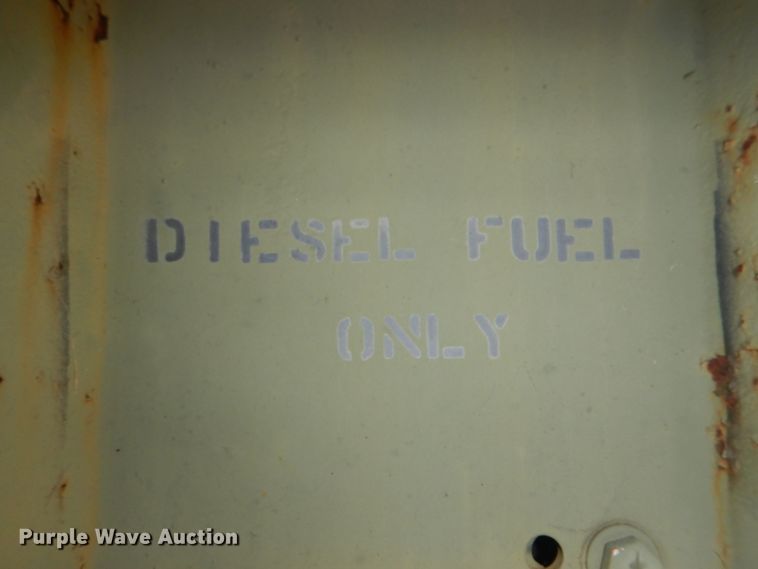 DIESEL FUEL
ONLY
Purple Wave Auction